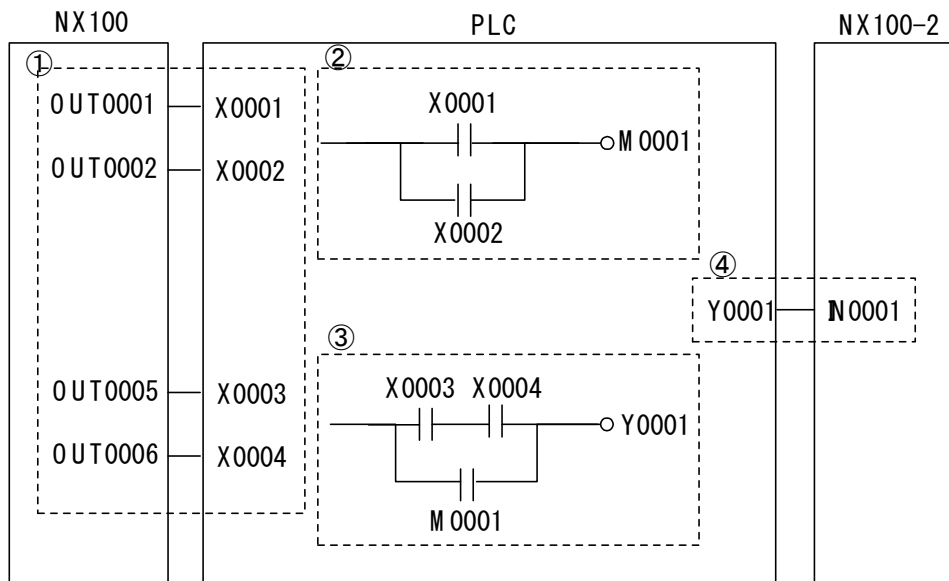 NX100
PLC
NX100-2
①
OUT0001
X0001
OUT0002
X0002
OUT0005
X0003
OUT0006
X0004
②
X0001
M0001
X0002
③
X0003 X0004
Y0001
M0001
④
Y0001
IN0001